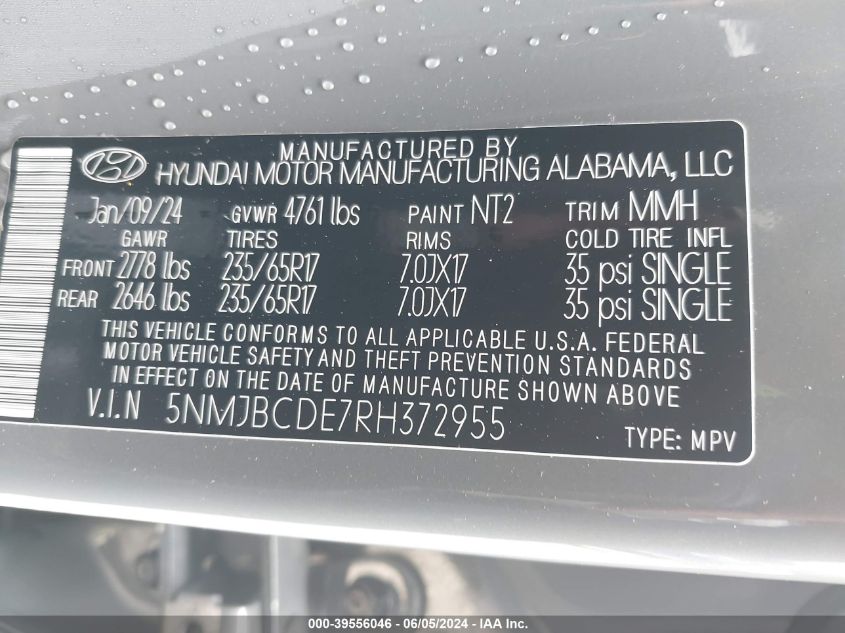 MANUFACTURED BY
HYUNDAI MOTOR MANUFACTURING ALABAMA, LLC
Jan/09/24 GVWR 4761 lbs PAINT NT2 TRIM MMH
GAWR TIRES RIMS COLD TIRE INFL
FRONT 2778 lbs 235/65R17 7.0JX17 35 psi SINGLE
REAR 2646 lbs 235/65R17 7.0JX17 35 psi SINGLE
THIS VEHICLE CONFORMS TO ALL APPLICABLE U.S.A. FEDERAL
MOTOR VEHICLE SAFETY AND THEFT PREVENTION STANDARDS
IN EFFECT ON THE DATE OF MANUFACTURE SHOWN ABOVE
V.I.N 5NMJBCDE7RH372955
TYPE: MPV
000-39556046 - 06/05/2024 - IAA Inc.